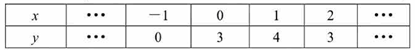 x ••• －1 0 1 2 •••
y ••• 0 3 4 3 •••